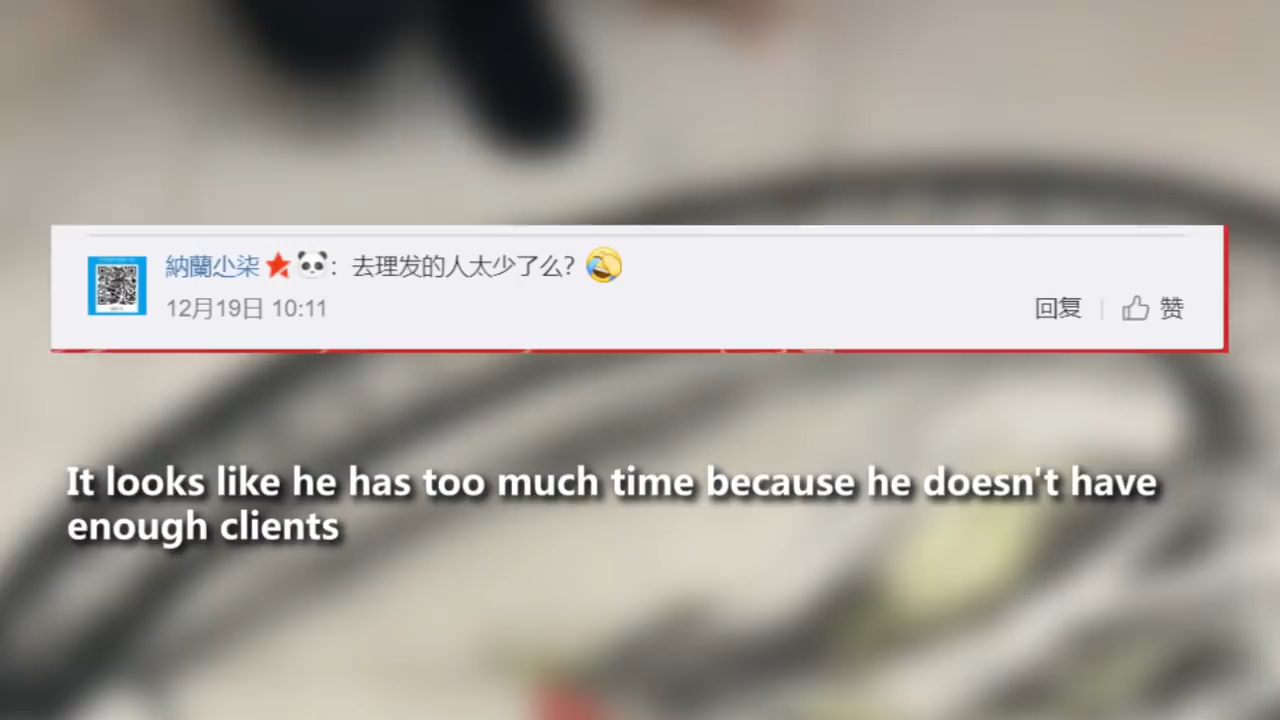 納蘭尐柒: 去理发的人太少了么?
12月19日 10:11
回复 | 赞
It looks like he has too much time because he doesn't have
enough clients